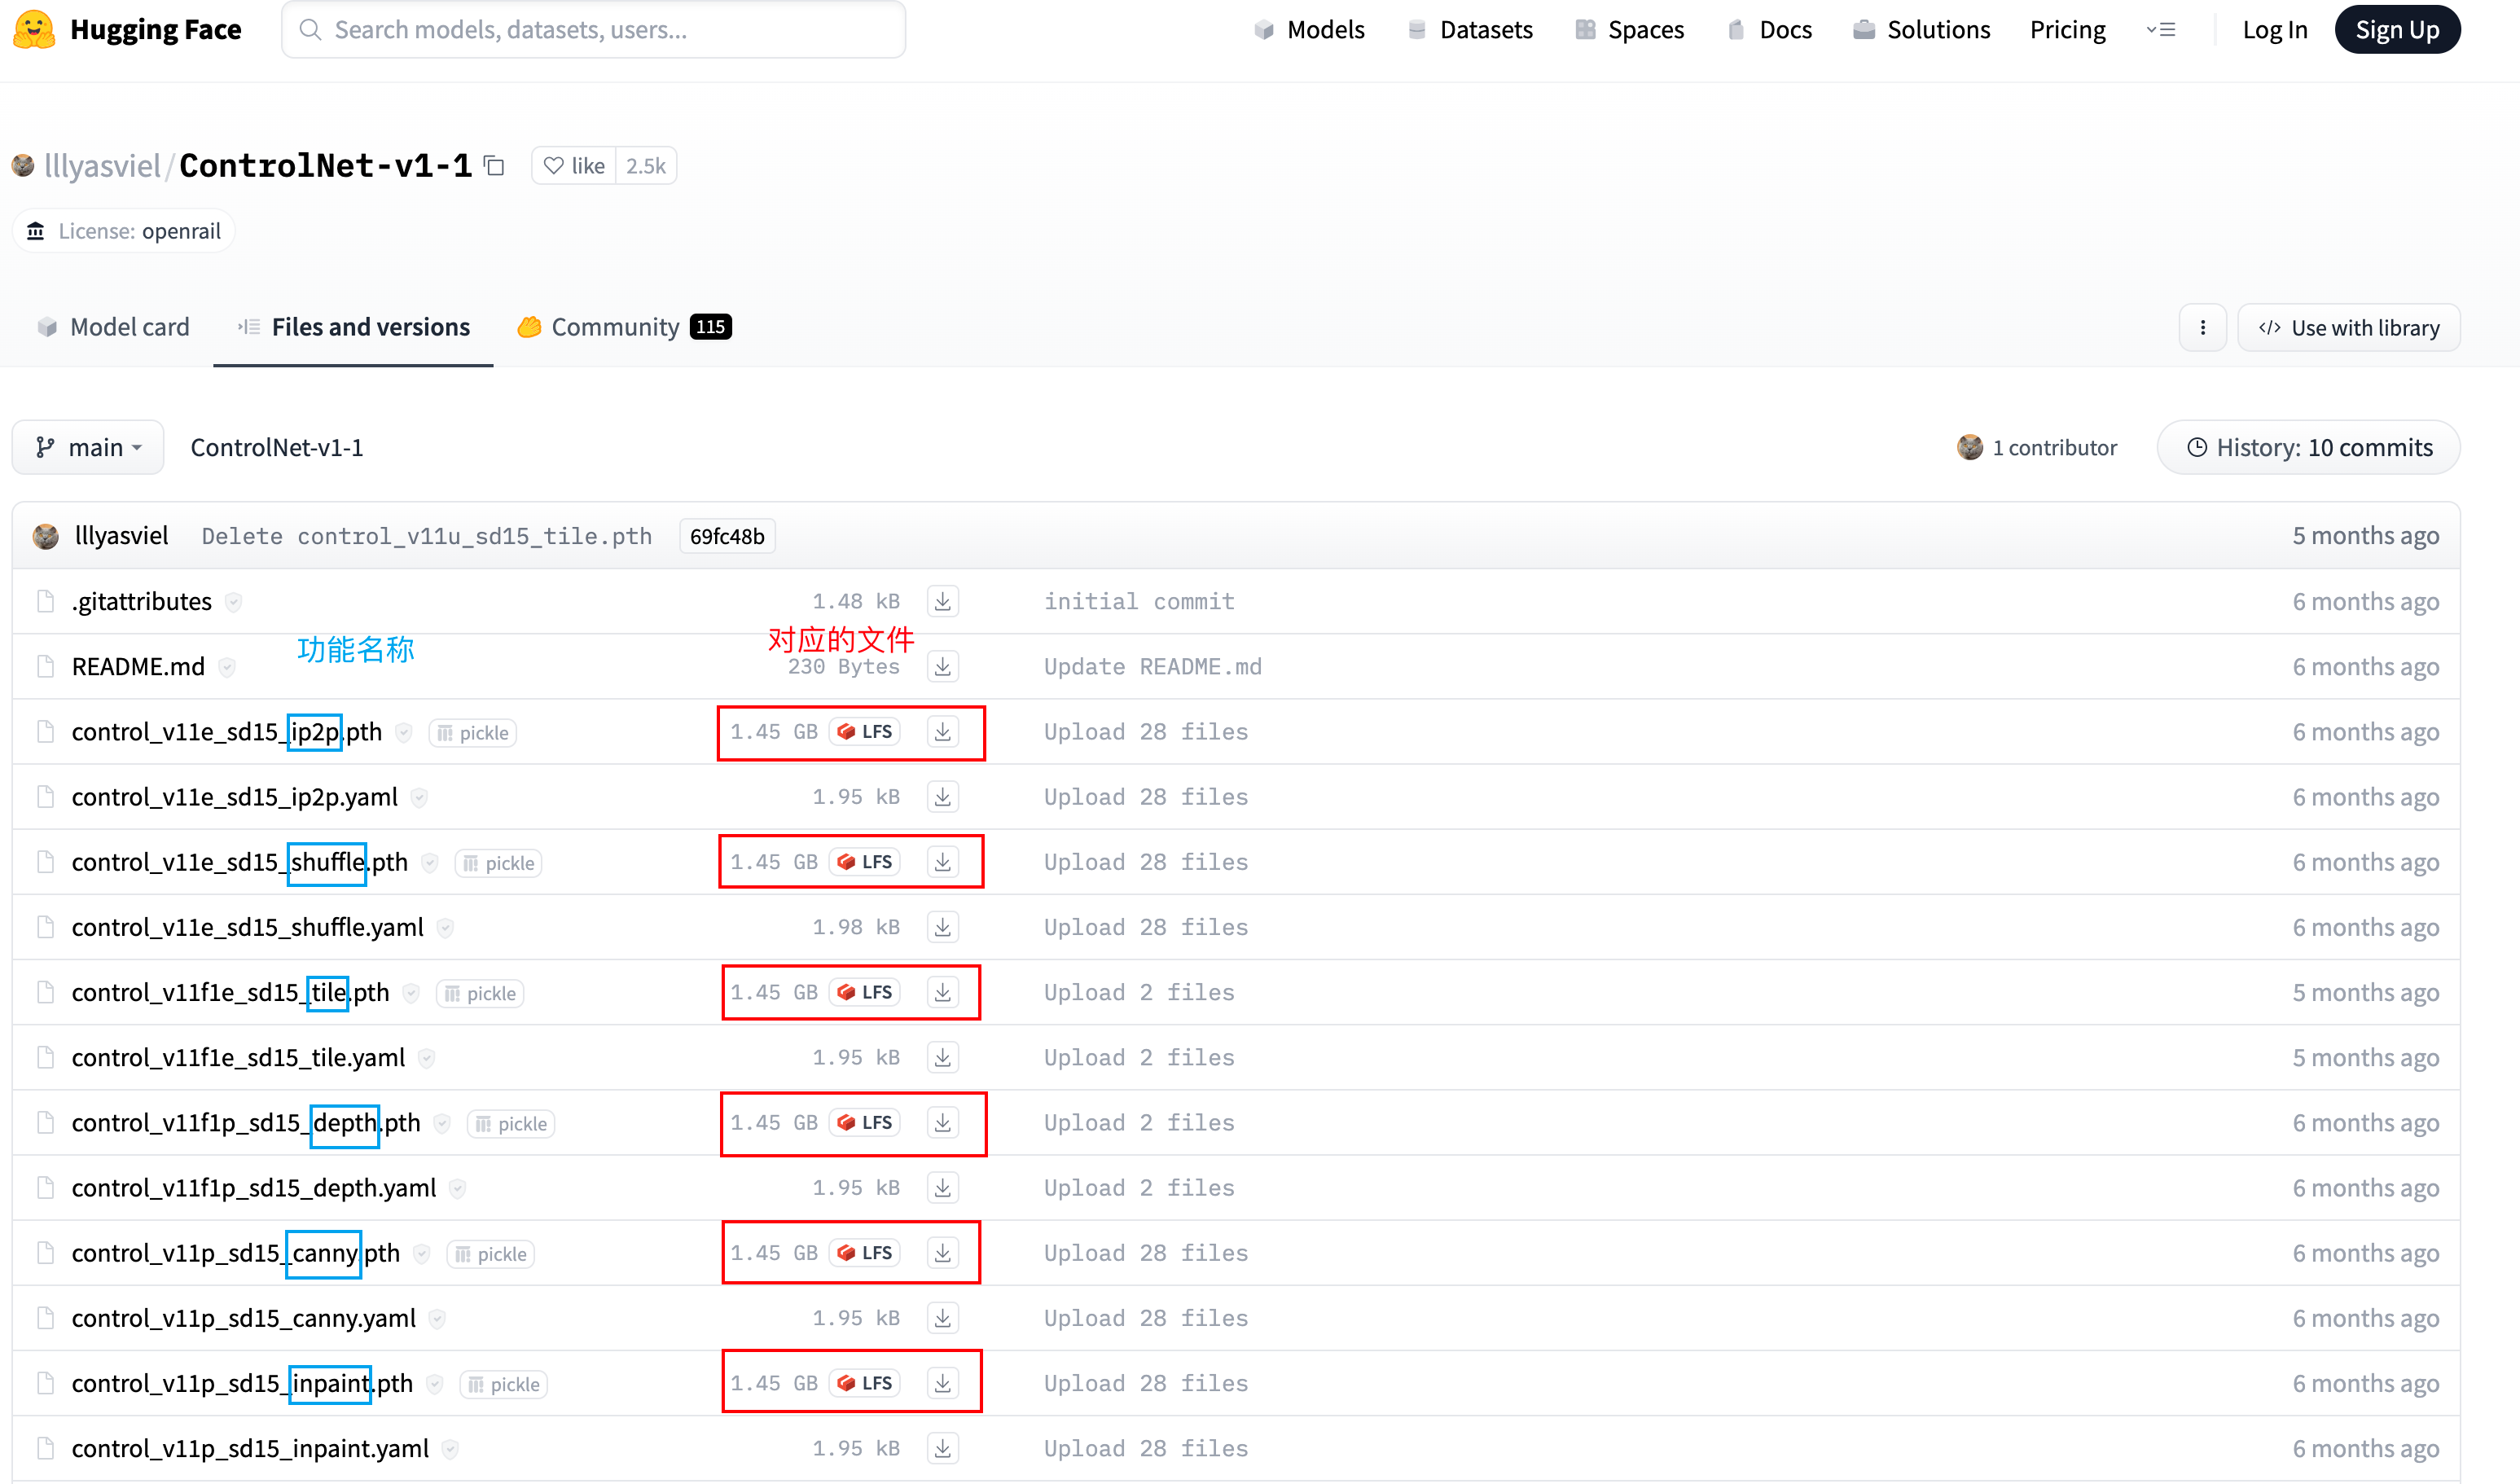 Hugging Face Search models, datasets, users... Models Datasets Spaces Docs Solutions Pricing Log In Sign Up
lllyasviel/ControlNet-v1-1 like 2.5k
License: openrail
Model card Files and versions Community 115 Use with library
main ControlNet-v1-1 1 contributor History: 10 commits
lllyasviel Delete control_v11u_sd15_tile.pth 69fc48b 5 months ago
.gitattributes 1.48 kB initial commit 6 months ago
功能名称 对应的文件
README.md 230 Bytes Update README.md 6 months ago
control_v11e_sd15_ip2p.pth pickle 1.45 GB LFS Upload 28 files 6 months ago
control_v11e_sd15_ip2p.yaml 1.95 kB Upload 28 files 6 months ago
control_v11e_sd15_shuffle.pth pickle 1.45 GB LFS Upload 28 files 6 months ago
control_v11e_sd15_shuffle.yaml 1.98 kB Upload 28 files 6 months ago
control_v11f1e_sd15_tile.pth pickle 1.45 GB LFS Upload 2 files 5 months ago
control_v11f1e_sd15_tile.yaml 1.95 kB Upload 2 files 5 months ago
control_v11f1p_sd15_depth.pth pickle 1.45 GB LFS Upload 2 files 6 months ago
control_v11f1p_sd15_depth.yaml 1.95 kB Upload 2 files 6 months ago
control_v11p_sd15_canny.pth pickle 1.45 GB LFS Upload 28 files 6 months ago
control_v11p_sd15_canny.yaml 1.95 kB Upload 28 files 6 months ago
control_v11p_sd15_inpaint.pth pickle 1.45 GB LFS Upload 28 files 6 months ago
control_v11p_sd15_inpaint.yaml 1.95 kB Upload 28 files 6 months ago